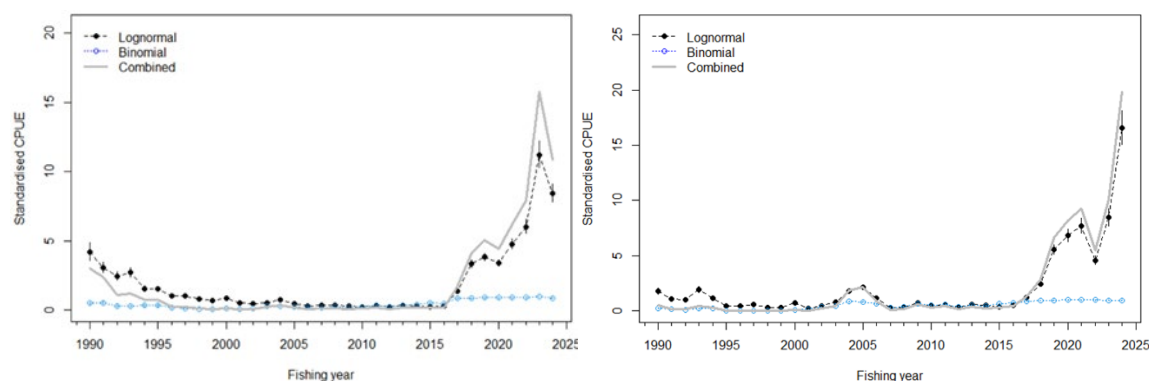 20
15
10
5
0
Standardised CPUE
Lognormal
Binomial
Combined
1990 1995 2000 2005 2010 2015 2020 2025
Fishing year
25
20
15
10
5
0
Standardised CPUE
Lognormal
Binomial
Combined
1990 1995 2000 2005 2010 2015 2020 2025
Fishing year